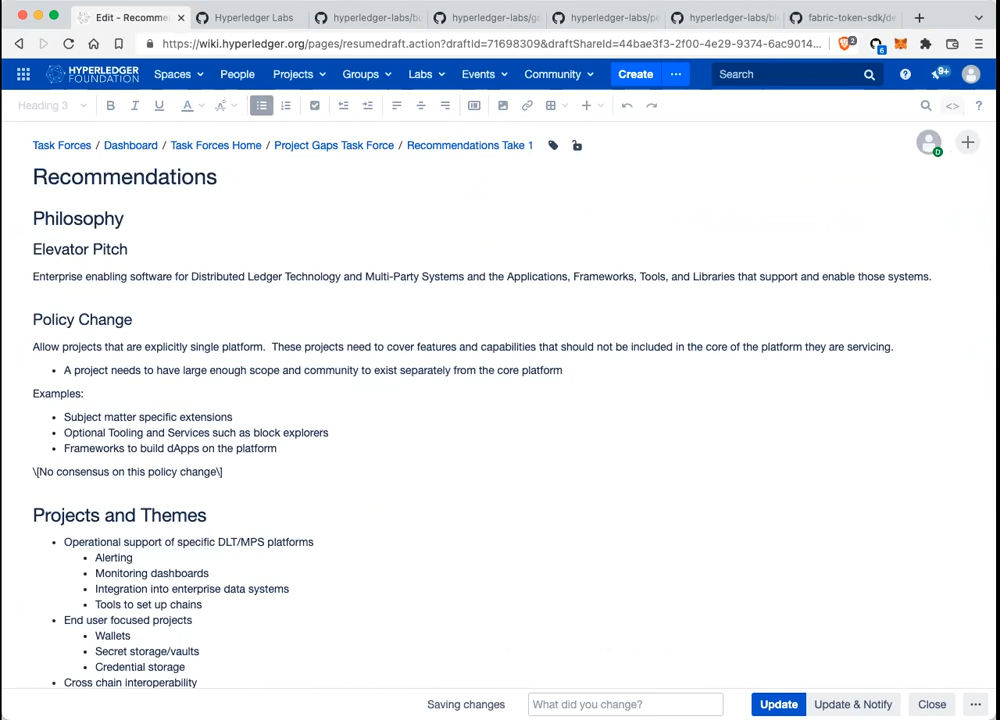 Edit - Recomme
Hyperledger Labs
hyperledger-labs/b
hyperledger-labs/g
hyperledger-labs/pe
hyperledger-labs/bl
fabric-token-sdk/de
https://wiki.hyperledger.org/pages/resumedraft.action?draftId=71698309&draftShareId=44bae3f3-2f00-4e29-9374-6ac9014...
2
6
HYPERLEDGER FOUNDATION
Spaces
People
Projects
Groups
Labs
Events
Community
Create
Search
9+
Heading 3
Task Forces / Dashboard / Task Forces Home / Project Gaps Task Force / Recommendations Take 1
D
Recommendations
Philosophy
Elevator Pitch
Enterprise enabling software for Distributed Ledger Technology and Multi-Party Systems and the Applications, Frameworks, Tools, and Libraries that support and enable those systems.
Policy Change
Allow projects that are explicitly single platform. These projects need to cover features and capabilities that should not be included in the core of the platform they are servicing.
• A project needs to have large enough scope and community to exist separately from the core platform
Examples:
• Subject matter specific extensions
• Optional Tooling and Services such as block explorers
• Frameworks to build dApps on the platform
\[No consensus on this policy change\]
Projects and Themes
• Operational support of specific DLT/MPS platforms
• Alerting
• Monitoring dashboards
• Integration into enterprise data systems
• Tools to set up chains
• End user focused projects
• Wallets
• Secret storage/vaults
• Credential storage
• Cross chain interoperability
Saving changes
What did you change?
Update
Update & Notify
Close